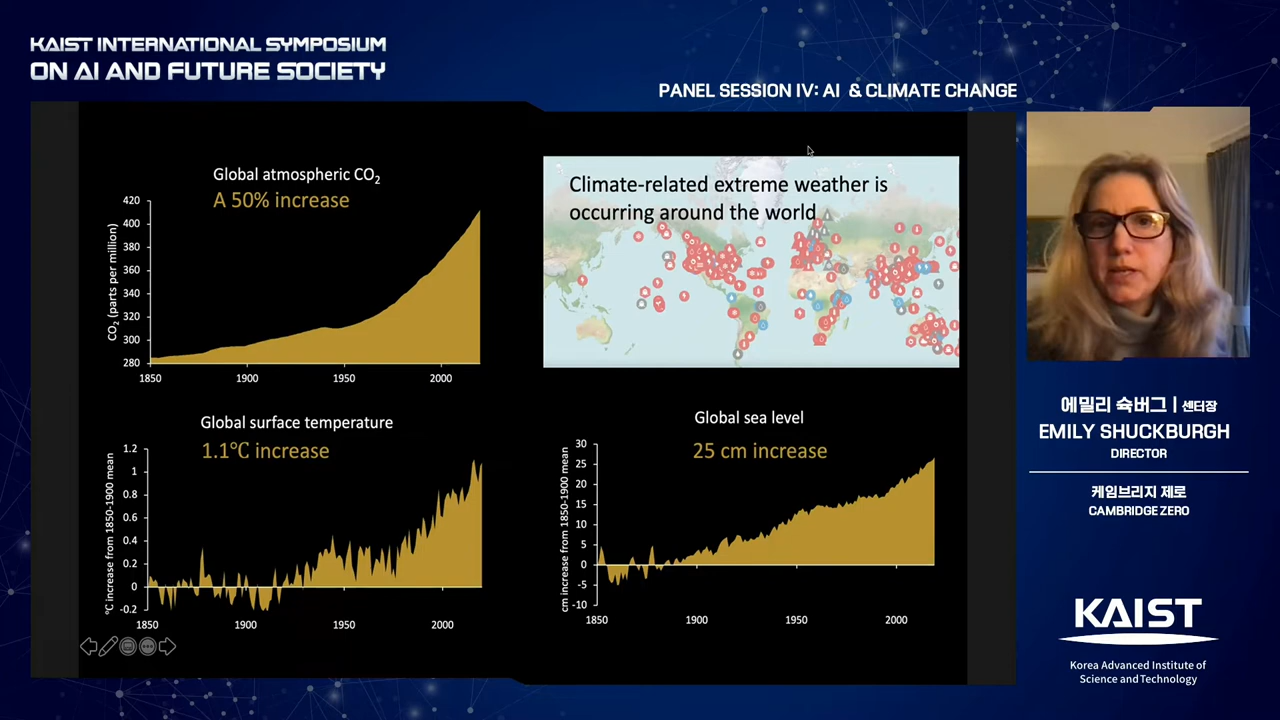 KAIST INTERNATIONAL SYMPOSIUM
ON AI AND FUTURE SOCIETY
PANEL SESSION IV: AI & CLIMATE CHANGE
Global atmospheric CO₂
A 50% increase
CO₂ (parts per million)
420
400
380
360
340
320
300
280
1850
1900
1950
2000
Climate-related extreme weather is
occurring around the world
Global surface temperature
1.1°C increase
°C increase from 1850-1900 mean
1.2
1
0.8
0.6
0.4
0.2
0
-0.2
1850
1900
1950
2000
Global sea level
25 cm increase
cm increase from 1850-1900 mean
30
25
20
15
10
5
0
-5
-10
1850
1900
1950
2000
에밀리 슉버그 | 센터장
EMILY SHUCKBURGH
DIRECTOR
케임브리지 제로
CAMBRIDGE ZERO
KAIST
Korea Advanced Institute of
Science and Technology